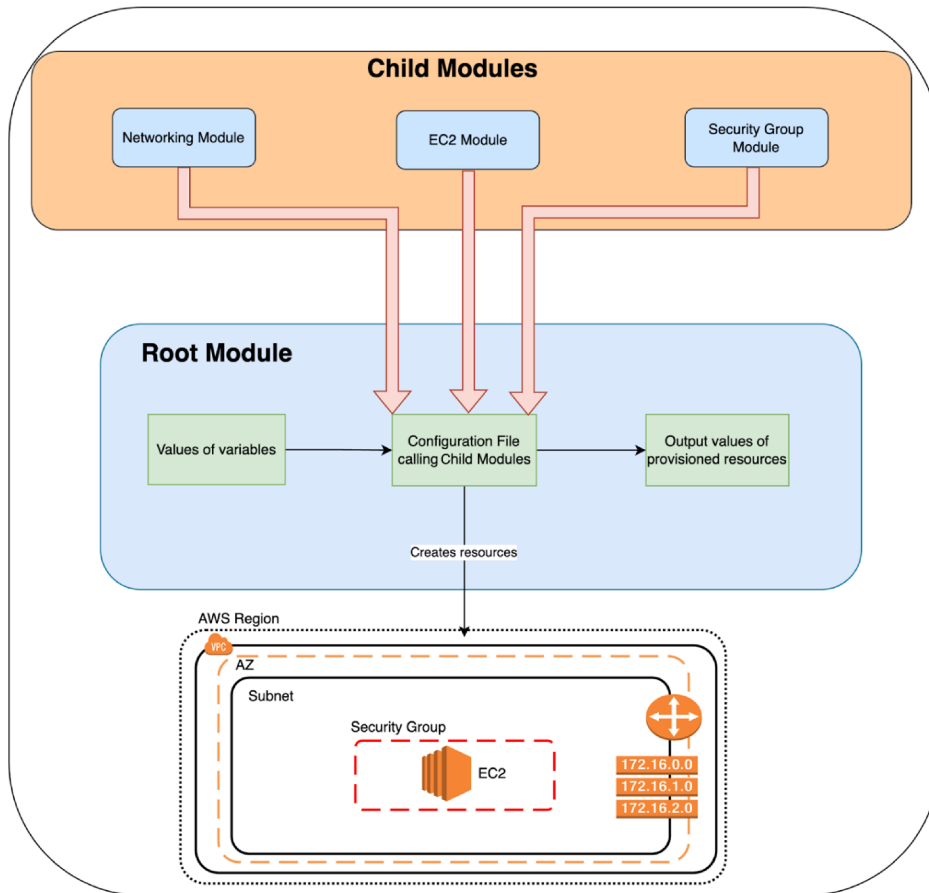 Child Modules
Networking Module
EC2 Module
Security Group
Module
Root Module
Values of variables
Configuration File
calling Child Modules
Output values of
provisioned resources
Creates resources
AWS Region
VPC
AZ
Subnet
Security Group
EC2
172.16.0.0
172.16.1.0
172.16.2.0